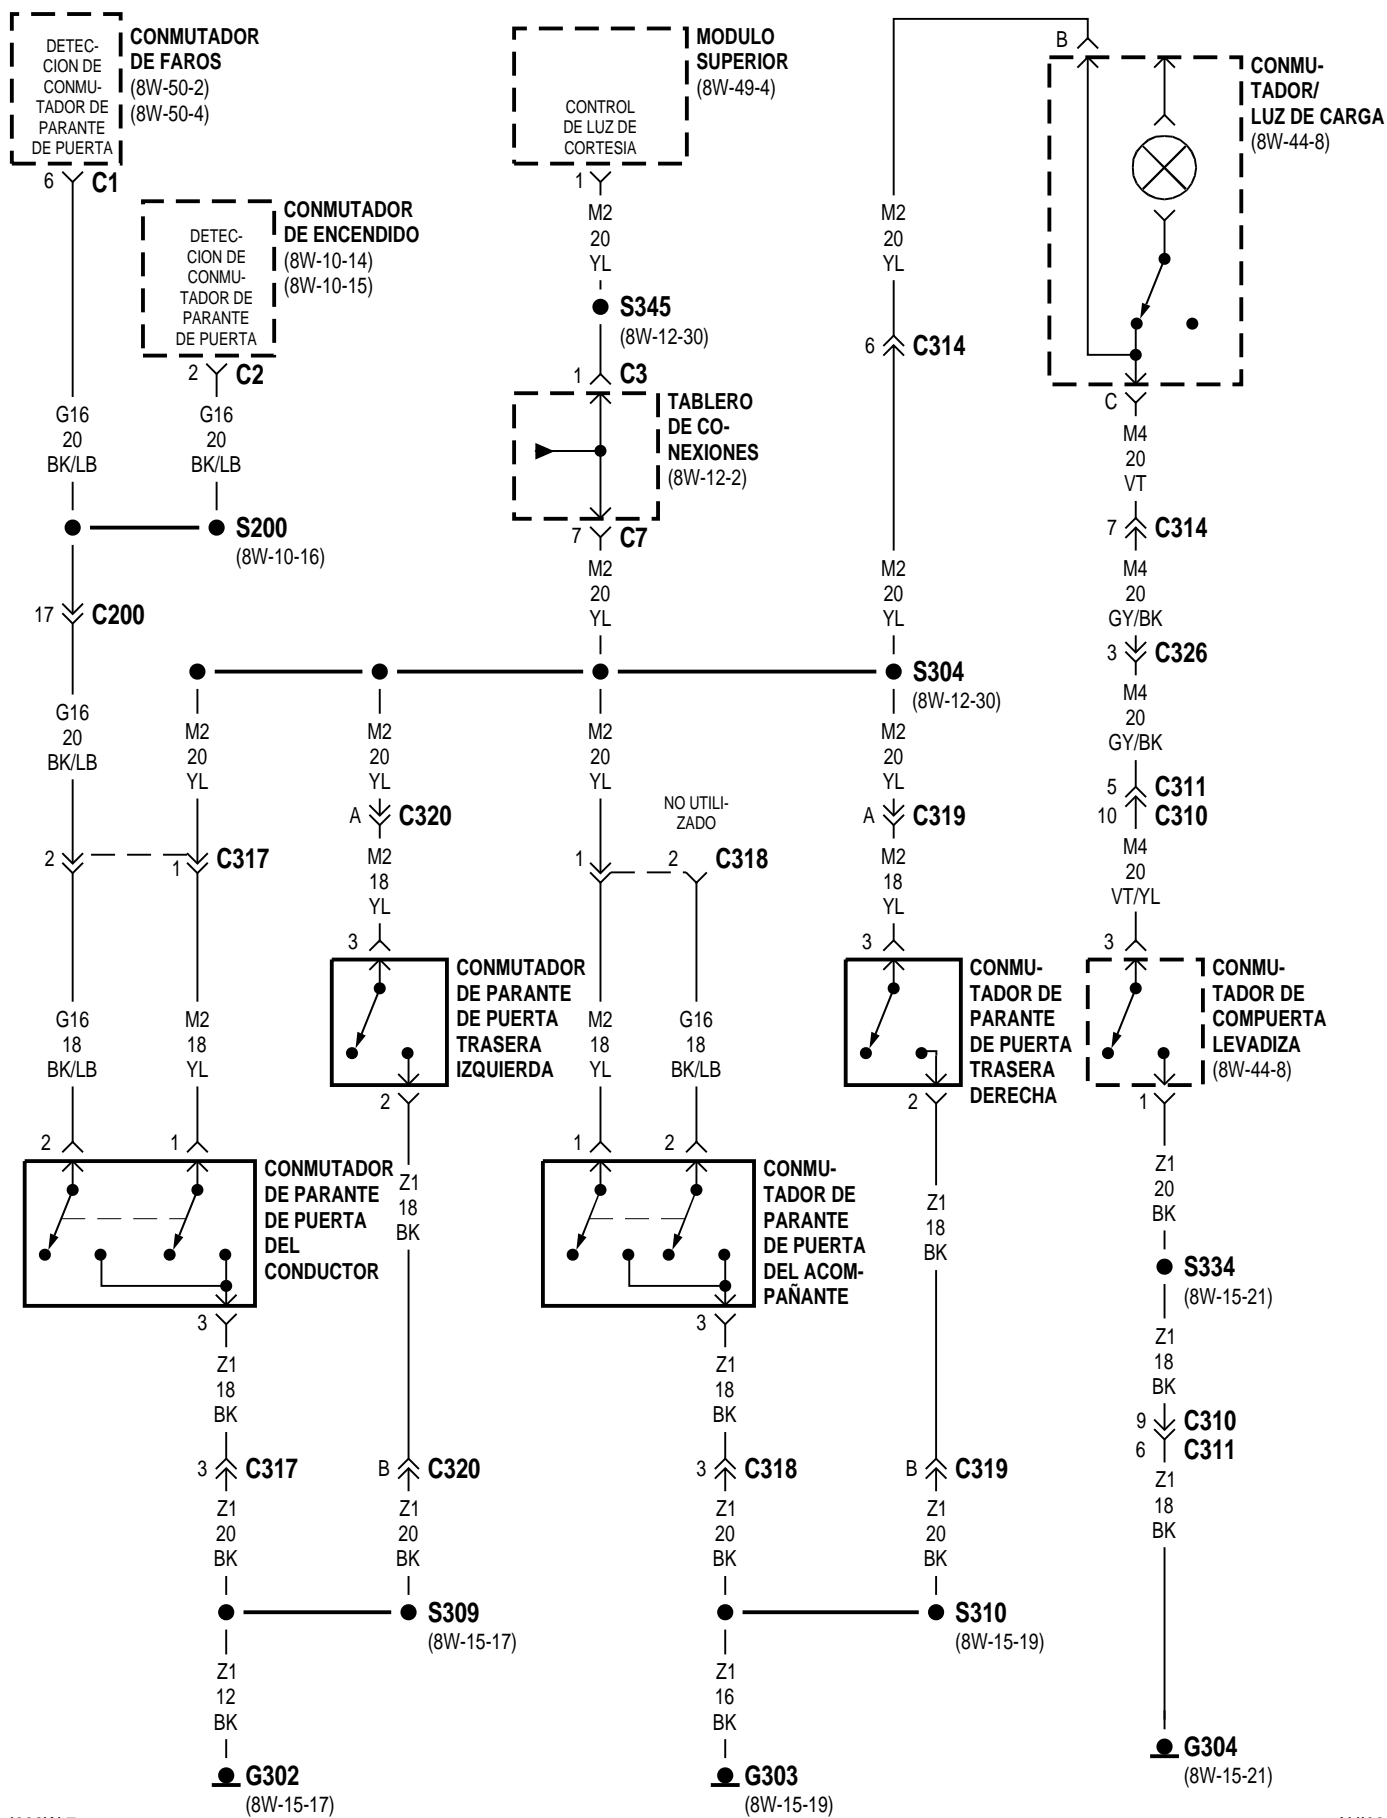 DETEC-
CION DE
CONMU-
TADOR DE
PARANTE
DE PUERTA
CONMUTADOR
DE FAROS
(8W-50-2)
(8W-50-4)
6 C1
DETEC-
CION DE
CONMU-
TADOR DE
PARANTE
DE PUERTA
CONMUTADOR
DE ENCENDIDO
(8W-10-14)
(8W-10-15)
2 C2
G16
20
BK/LB
G16
20
BK/LB
S200
(8W-10-16)
17 C200
G16
20
BK/LB
CONTROL
DE LUZ DE
CORTESIA
MODULO
SUPERIOR
(8W-49-4)
1
M2
20
YL
S345
(8W-12-30)
1 C3
TABLERO
DE CO-
NEXIONES
(8W-12-2)
7 C7
M2
20
YL
B
CONMU-
TADOR/
LUZ DE CARGA
(8W-44-8)
M2
20
YL
6 C314
M2
20
YL
S304
(8W-12-30)
C
M4
20
VT
7 C314
M4
20
GY/BK
3 C326
M4
20
GY/BK
5 C311
10 C310
M4
20
VT/YL
M2
20
YL
M2
20
YL
M2
20
YL
M2
20
YL
A C320
NO UTILI-
ZADO
A C319
2 1 C317
M2
18
YL
1 2 C318
M2
18
YL
3
CONMUTADOR
DE PARANTE
DE PUERTA
TRASERA
IZQUIERDA
2
3
CONMU-
TADOR DE
PARANTE
DE PUERTA
TRASERA
DERECHA
2
3
CONMU-
TADOR DE
COMPUERTA
LEVADIZA
(8W-44-8)
1
G16
18
BK/LB
M2
18
YL
M2
18
YL
G16
18
BK/LB
2 1
CONMUTADOR
DE PARANTE
DE PUERTA
DEL
CONDUCTOR
3
Z1
18
BK
1 2
CONMU-
TADOR DE
PARANTE
DE PUERTA
DEL ACOM-
PAÑANTE
3
Z1
18
BK
Z1
20
BK
S334
(8W-15-21)
Z1
18
BK
Z1
18
BK
Z1
18
BK
9 C310
6 C311
3 C317
B C320
3 C318
B C319
Z1
18
BK
Z1
20
BK
Z1
20
BK
Z1
20
BK
Z1
20
BK
S309
(8W-15-17)
S310
(8W-15-19)
Z1
12
BK
Z1
16
BK
G302
(8W-15-17)
G303
(8W-15-19)
G304
(8W-15-21)